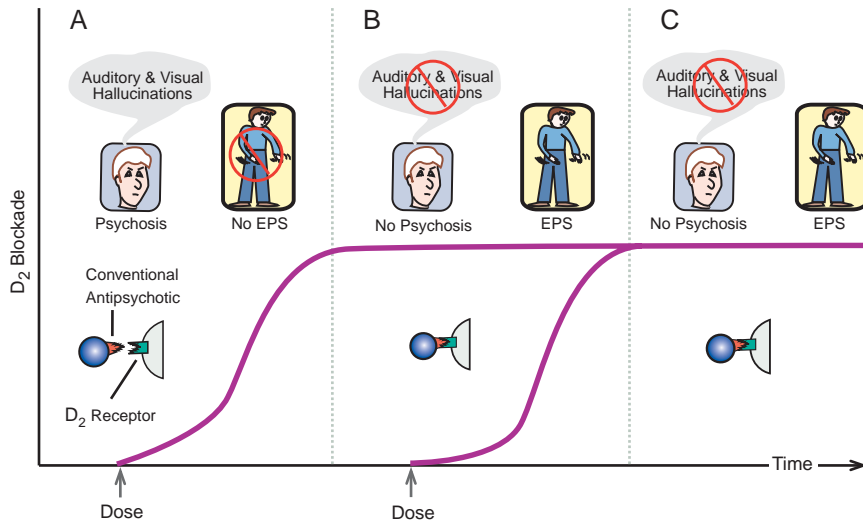 A
B
C
Auditory & Visual
Hallucinations
Auditory & Visual
Hallucinations
Auditory & Visual
Hallucinations
Psychosis
No EPS
No Psychosis
EPS
No Psychosis
EPS
D2 Blockade
Conventional
Antipsychotic
D2 Receptor
Time
Dose
Dose